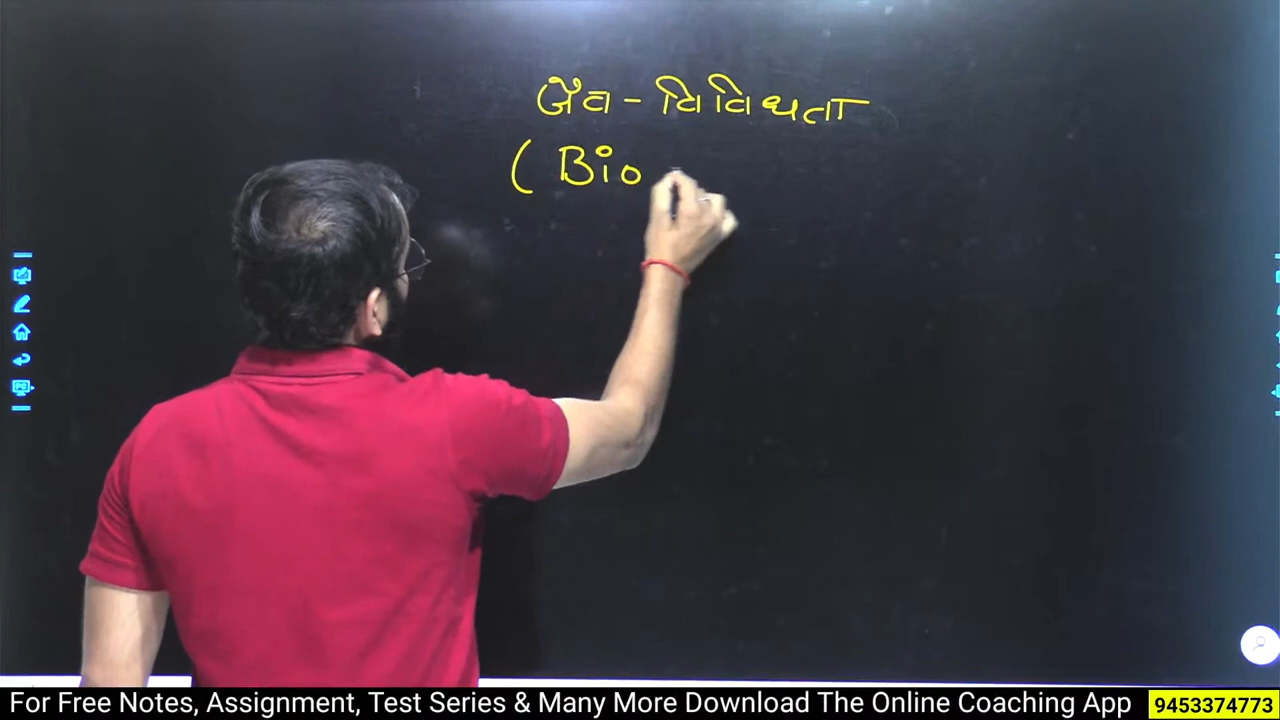 जैव - विविधता
( Bio
For Free Notes, Assignment, Test Series & Many More Download The Online Coaching App 9453374773